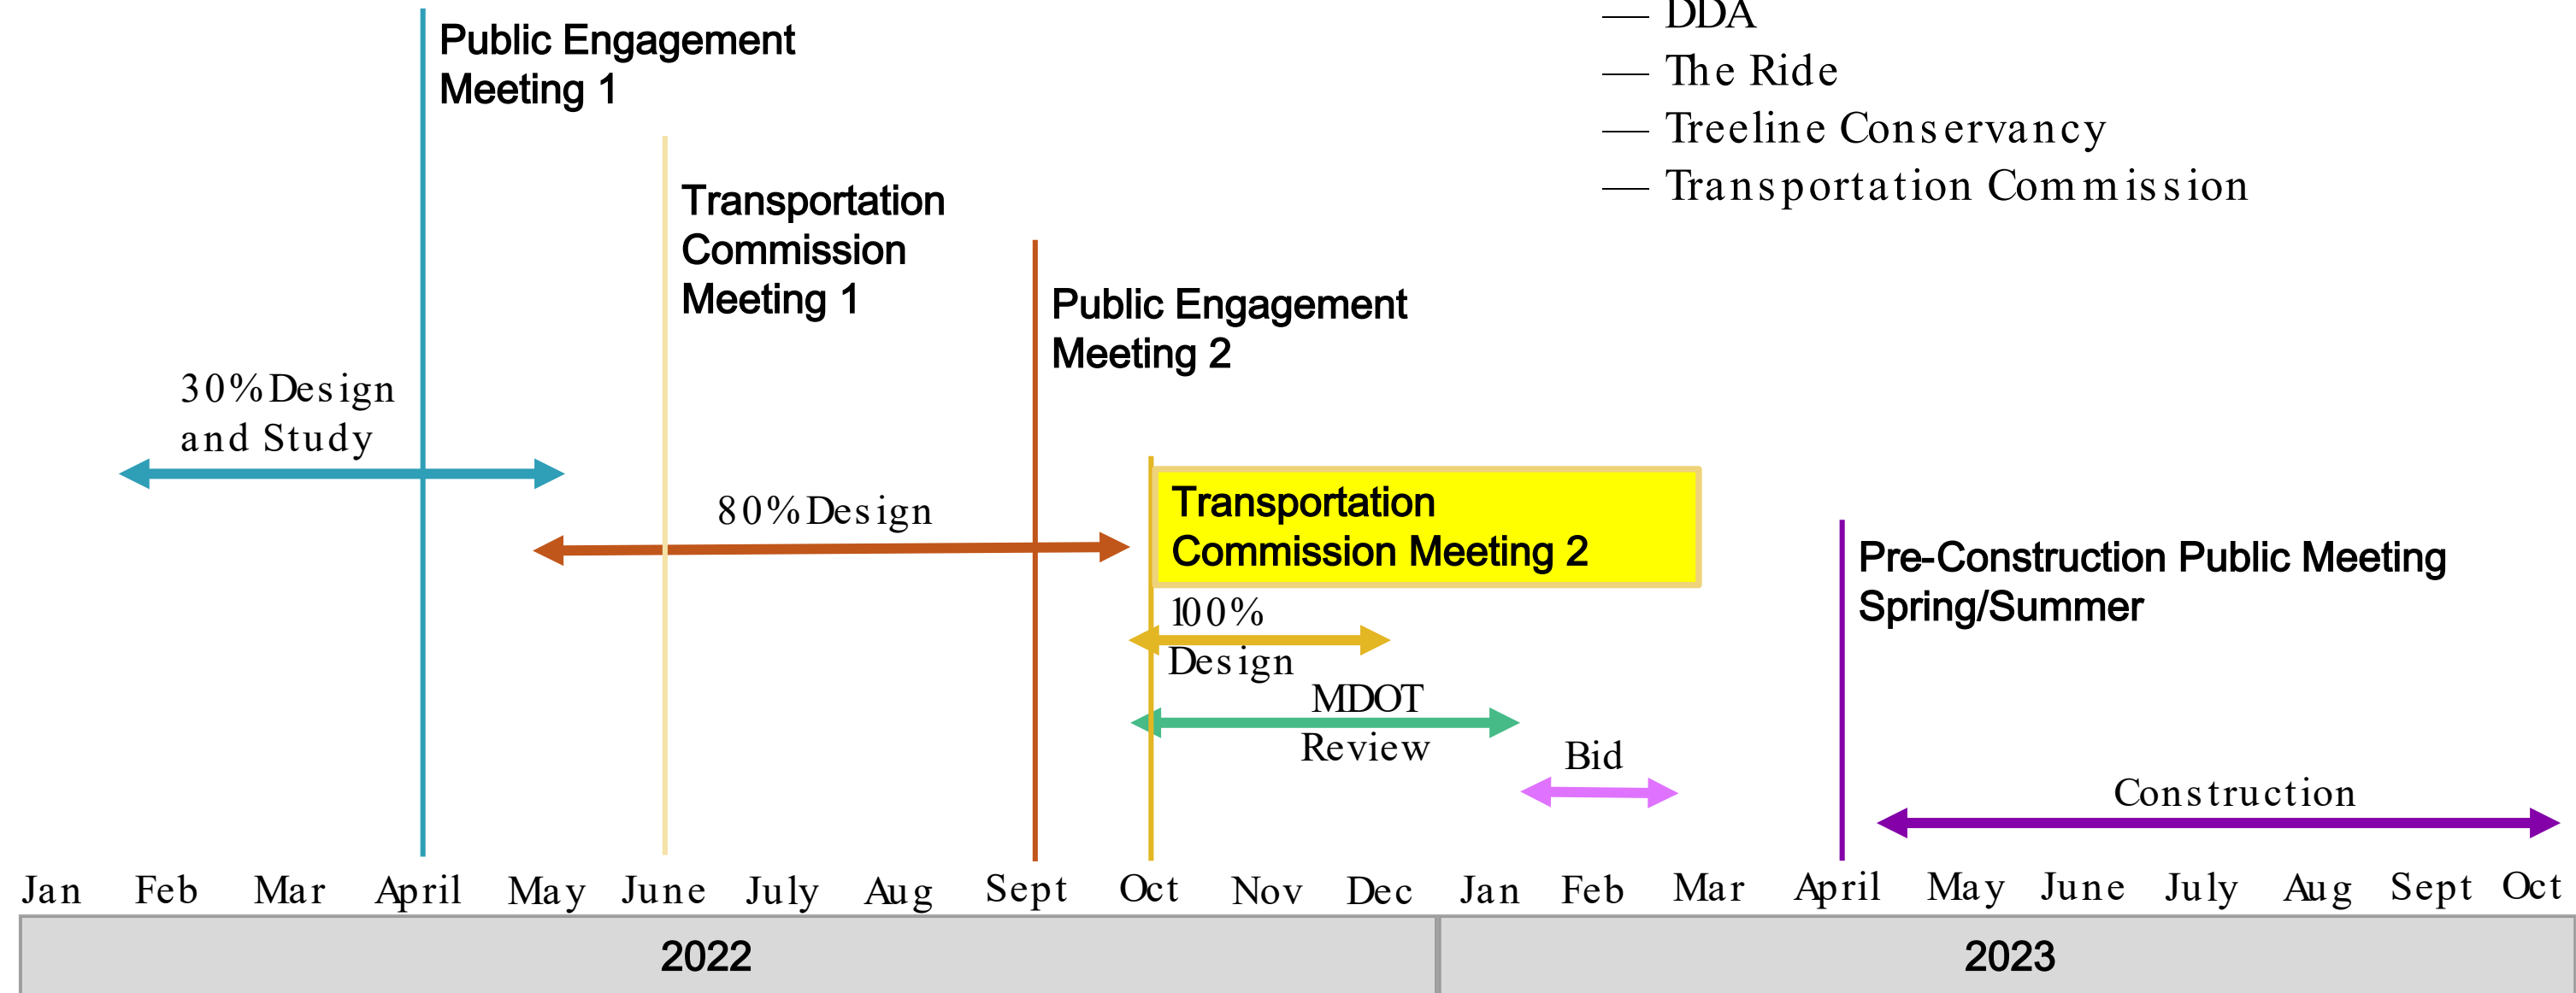 — DDA
— The Ride
— Treeline Conservancy
— Transportation Commission
Public Engagement
Meeting 1
Transportation
Commission
Meeting 1
Public Engagement
Meeting 2
30% Design
and Study
80% Design
Transportation
Commission Meeting 2
100%
Design
MDOT
Review
Bid
Pre-Construction Public Meeting
Spring/Summer
Construction
Jan Feb Mar April May June July Aug Sept Oct Nov Dec Jan Feb Mar April May June July Aug Sept Oct
2022 2023